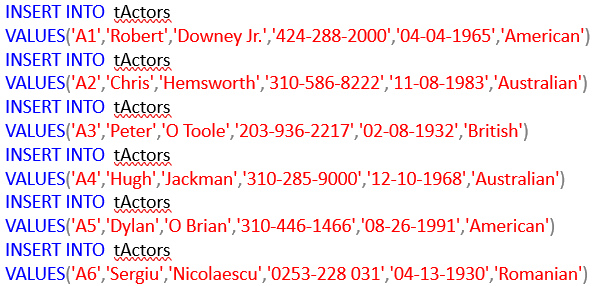 INSERT INTO tActors
VALUES('A1','Robert','Downey Jr.','424-288-2000','04-04-1965','American')
INSERT INTO tActors
VALUES('A2','Chris','Hemsworth','310-586-8222','11-08-1983','Australian')
INSERT INTO tActors
VALUES('A3','Peter','O Toole','203-936-2217','02-08-1932','British')
INSERT INTO tActors
VALUES('A4','Hugh','Jackman','310-285-9000','12-10-1968','Australian')
INSERT INTO tActors
VALUES('A5','Dylan','O Brian','310-446-1466','08-26-1991','American')
INSERT INTO tActors
VALUES('A6','Sergiu','Nicolaescu','0253-228 031','04-13-1930','Romanian')